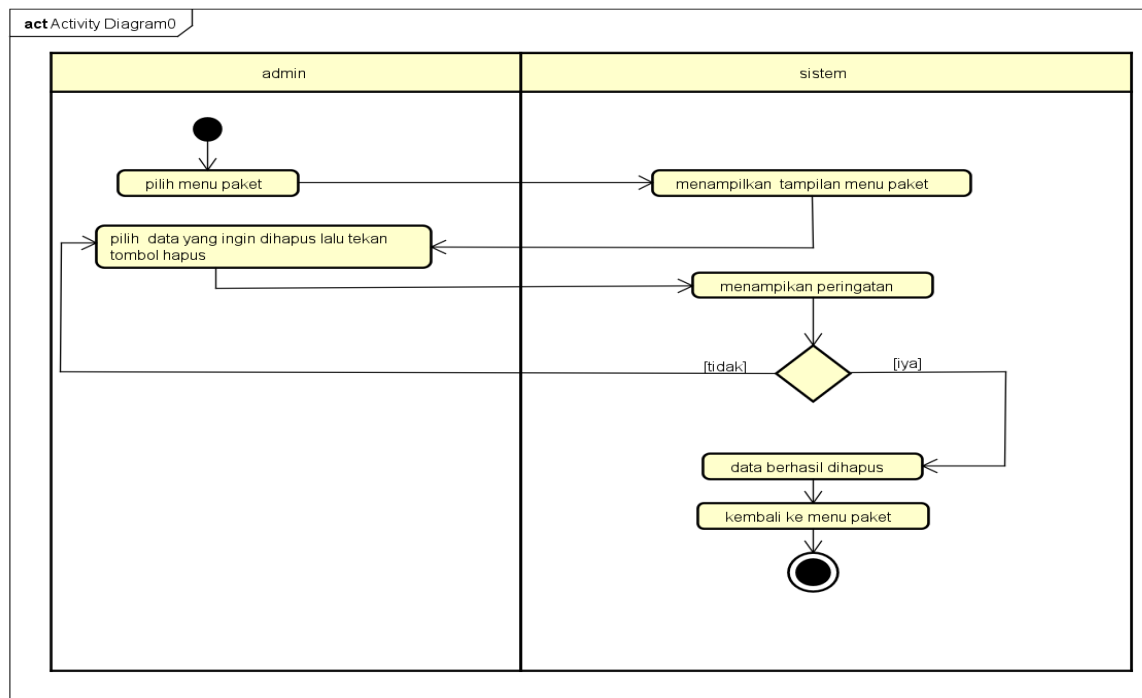 act Activity Diagram0
admin
sistem
pilih menu paket
menampilkan tampilan menu paket
pilih data yang ingin dihapus lalu tekan
tombol hapus
menampikan peringatan
[tidak]
[iya]
data berhasil dihapus
kembali ke menu paket